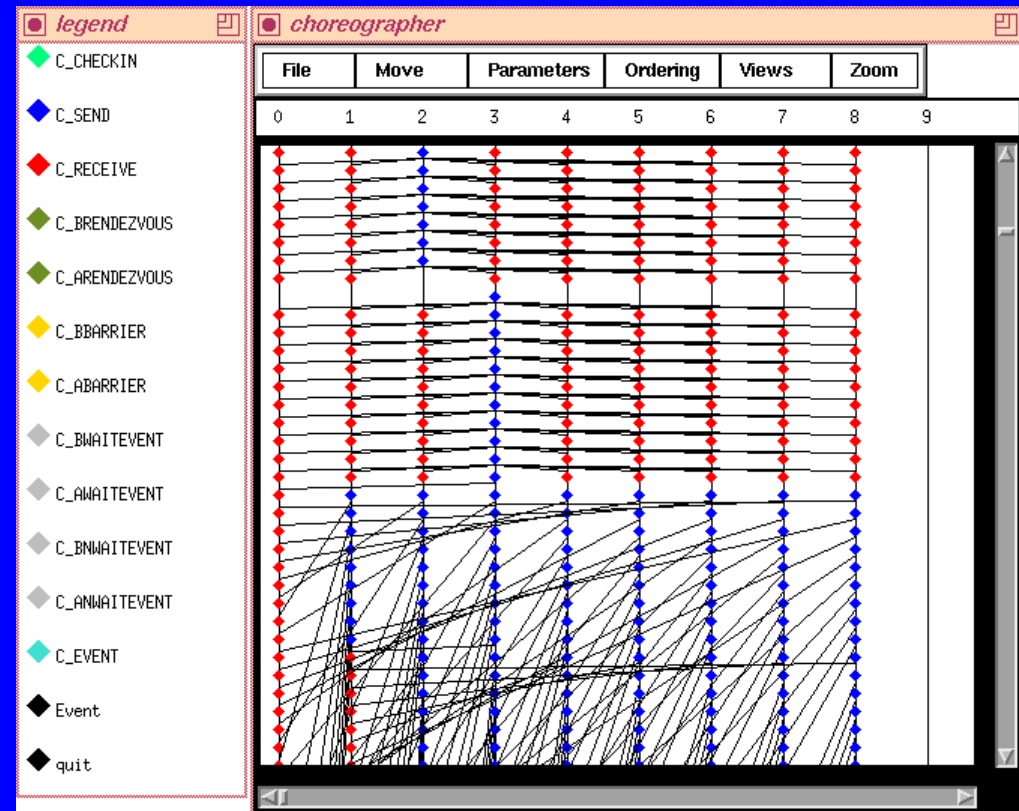 legend
C_CHECKIN
C_SEND
C_RECEIVE
C_BRENDEZVOUS
C_ARENDEZVOUS
C_BBARRIER
C_ABARRIER
C_BWAITEVENT
C_AWAITEVENT
C_BNWAITEVENT
C_ANWAITEVENT
C_EVENT
Event
quit
choreographer
File Move Parameters Ordering Views Zoom
0 1 2 3 4 5 6 7 8 9